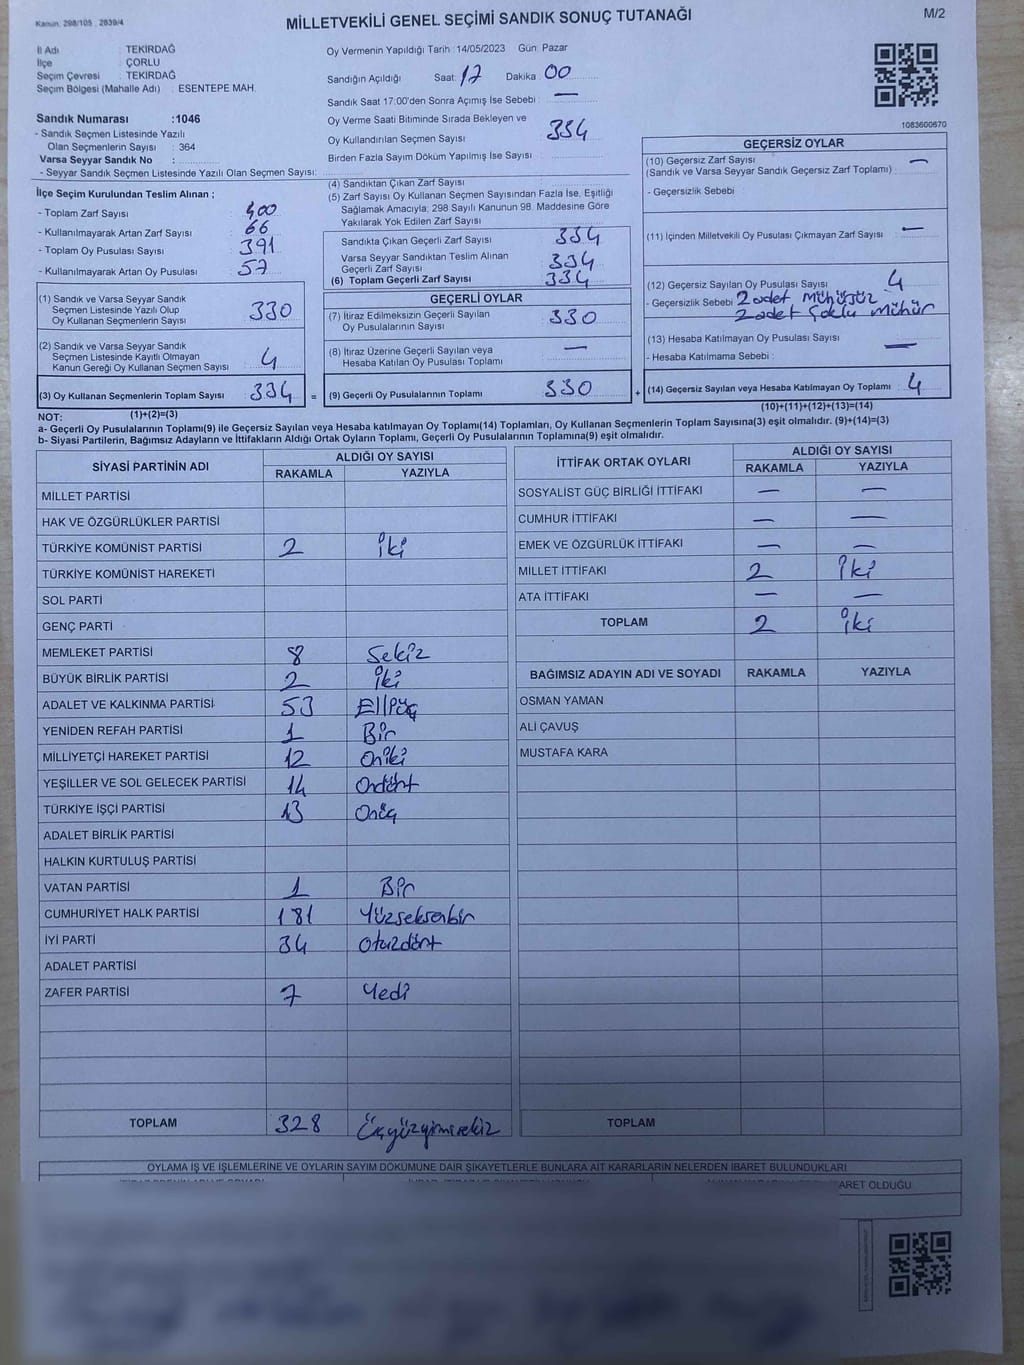 Kanun: 298/105 2839/4
MİLLETVEKİLİ GENEL SEÇİMİ SANDIK SONUÇ TUTANAĞI
M/2
İl Adı : TEKİRDAĞ
İlçe : ÇORLU
Seçim Çevresi : TEKİRDAĞ
Seçim Bölgesi (Mahalle Adı) : ESENTEPE MAH.
Sandık Numarası :1046
- Sandık Seçmen Listesinde Yazılı
Olan Seçmenlerin Sayısı : 364
Varsa Seyyar Sandık No :
- Seyyar Sandık Seçmen Listesinde Yazılı Olan Seçmen Sayısı:
Oy Vermenin Yapıldığı Tarih :14/05/2023 Gün: Pazar
Sandığın Açıldığı Saat: 17 Dakika : 00
Sandık Saat 17:00'den Sonra Açımış İse Sebebi : —
Oy Verme Saati Bitiminde Sırada Bekleyen ve
Oy Kullandırılan Seçmen Sayısı 334
Birden Fazla Sayım Döküm Yapılmış İse Sayısı :
1083600670
İlçe Seçim Kurulundan Teslim Alınan ;
- Toplam Zarf Sayısı : 400
- Kullanılmayarak Artan Zarf Sayısı : 66
- Toplam Oy Pusulası Sayısı : 391
- Kullanılmayarak Artan Oy Pusulası : 57
(4) Sandıktan Çıkan Zarf Sayısı :
(5) Zarf Sayısı Oy Kullanan Seçmen Sayısından Fazla İse, Eşitliği
Sağlamak Amacıyla; 298 Sayılı Kanunun 98. Maddesine Göre
Yakılarak Yok Edilen Zarf Sayısı :
Sandıkta Çıkan Geçerli Zarf Sayısı : 334
Varsa Seyyar Sandıktan Teslim Alınan
Geçerli Zarf Sayısı : 334
(6) Toplam Geçerli Zarf Sayısı : 334
GEÇERSİZ OYLAR
(10) Geçersiz Zarf Sayısı —
(Sandık ve Varsa Seyyar Sandık Geçersiz Zarf Toplamı) :
- Geçersizlik Sebebi :
(11) İçinden Milletvekili Oy Pusulası Çıkmayan Zarf Sayısı : —
(12) Geçersiz Sayılan Oy Pusulası Sayısı : 4
- Geçersizlik Sebebi : 2 adet mühürsüz
2 adet çoklu mühür
(13) Hesaba Katılmayan Oy Pusulası Sayısı : —
- Hesaba Katılmama Sebebi :
(1) Sandık ve Varsa Seyyar Sandık
Seçmen Listesinde Yazılı Olup
Oy Kullanan Seçmenlerin Sayısı : 330
(2) Sandık ve Varsa Seyyar Sandık
Seçmen Listesinde Kayıtlı Olmayan
Kanun Gereği Oy Kullanan Seçmen Sayısı : 4
GEÇERLİ OYLAR
(7) İtiraz Edilmeksizin Geçerli Sayılan
Oy Pusulalarının Sayısı : 330
(8) İtiraz Üzerine Geçerli Sayılan veya
Hesaba Katılan Oy Pusulası Toplamı : —
(3) Oy Kullanan Seçmenlerin Toplam Sayısı : 334 = (9) Geçerli Oy Pusulalarının Toplamı : 330 + (14) Geçersiz Sayılan veya Hesaba Katılmayan Oy Toplamı : 4
NOT: (1)+(2)=(3) (10)+(11)+(12)+(13)=(14)
a- Geçerli Oy Pusulalarının Toplamı(9) ile Geçersiz Sayılan veya Hesaba katılmayan Oy Toplamı(14) Toplamları, Oy Kullanan Seçmenlerin Toplam Sayısına(3) eşit olmalıdır. (9)+(14)=(3)
b- Siyasi Partilerin, Bağımsız Adayların ve İttifakların Aldığı Ortak Oyların Toplamı, Geçerli Oy Pusulalarının Toplamına(9) eşit olmalıdır.
SİYASİ PARTİNİN ADI
ALDIĞI OY SAYISI
RAKAMLA YAZIYLA
MİLLET PARTİSİ
HAK VE ÖZGÜRLÜKLER PARTİSİ
TÜRKİYE KOMÜNİST PARTİSİ 2 iki
TÜRKİYE KOMÜNİST HAREKETİ
SOL PARTİ
GENÇ PARTİ
MEMLEKET PARTİSİ 8 Sekiz
BÜYÜK BİRLİK PARTİSİ 2 iki
ADALET VE KALKINMA PARTİSİ 53 Elliüç
YENİDEN REFAH PARTİSİ 1 Bir
MİLLİYETÇİ HAREKET PARTİSİ 12 Oniki
YEŞİLLER VE SOL GELECEK PARTİSİ 14 Ondört
TÜRKİYE İŞÇİ PARTİSİ 13 Onüç
ADALET BİRLİK PARTİSİ
HALKIN KURTULUŞ PARTİSİ
VATAN PARTİSİ 1 Bir
CUMHURİYET HALK PARTİSİ 181 Yüzseksenbir
İYİ PARTİ 34 otuzdört
ADALET PARTİSİ
ZAFER PARTİSİ 7 Yedi
TOPLAM 328 Üçyüzyirmisekiz
İTTİFAK ORTAK OYLARI
ALDIĞI OY SAYISI
RAKAMLA YAZIYLA
SOSYALİST GÜÇ BİRLİĞİ İTTİFAKI — —
CUMHUR İTTİFAKI — —
EMEK VE ÖZGÜRLÜK İTTİFAKI — —
MİLLET İTTİFAKI 2 iki
ATA İTTİFAKI — —
TOPLAM 2 iki
BAĞIMSIZ ADAYIN ADI VE SOYADI RAKAMLA YAZIYLA
OSMAN YAMAN
ALİ ÇAVUŞ
MUSTAFA KARA
TOPLAM
OYLAMA İŞ VE İŞLEMLERİNE VE OYLARIN SAYIM DÖKÜMÜNE DAİR ŞİKAYETLERLE BUNLARA AİT KARARLARIN NELERDEN İBARET BULUNDUKLARI
ARET OLDUĞU